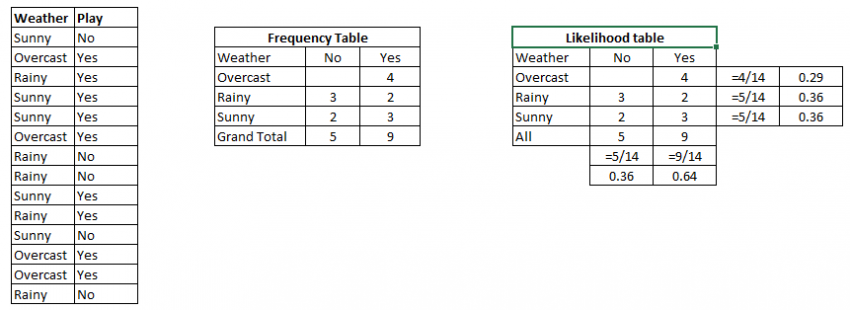 Weather Play
Sunny No
Overcast Yes
Rainy Yes
Sunny Yes
Sunny Yes
Overcast Yes
Rainy No
Rainy No
Sunny Yes
Rainy Yes
Sunny No
Overcast Yes
Overcast Yes
Rainy No
Frequency Table
Weather No Yes
Overcast 4
Rainy 3 2
Sunny 2 3
Grand Total 5 9
Likelihood table
Weather No Yes
Overcast 4 =4/14 0.29
Rainy 3 2 =5/14 0.36
Sunny 2 3 =5/14 0.36
All 5 9
=5/14 =9/14
0.36 0.64